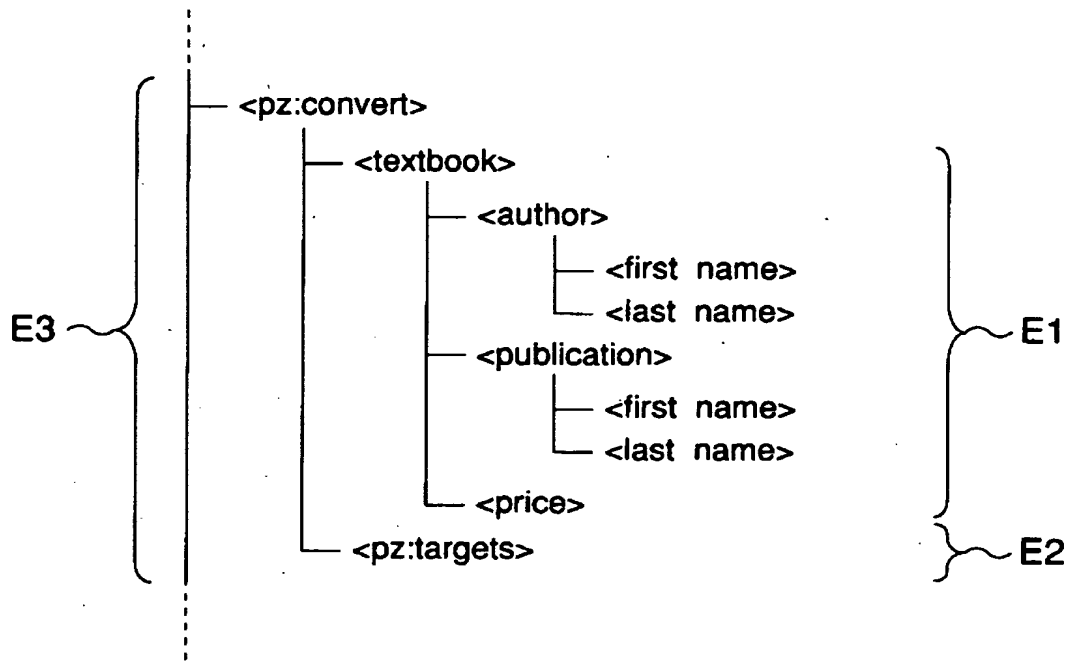 <pz:convert>
<textbook>
<author>
<first name>
E3
<last name>
E1
<publication>
<first name>
<last name>
<price>
<pz:targets>
E2